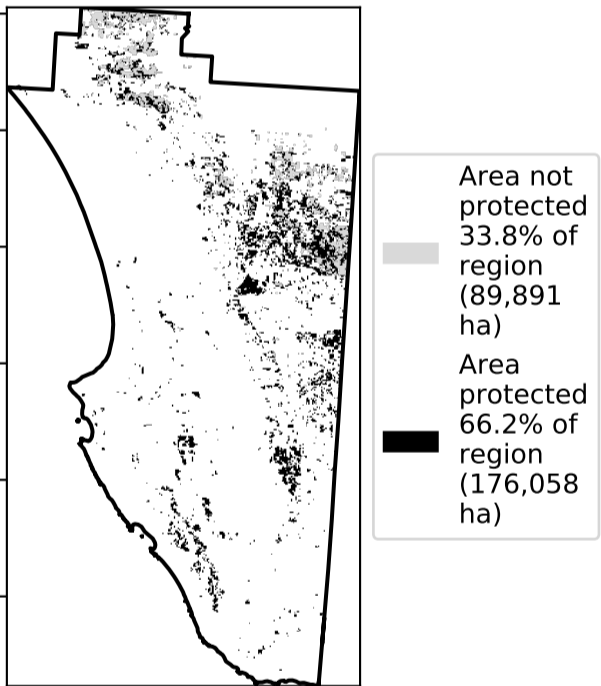 Area not
protected
33.8% of
region
(89,891
ha)
Area
protected
66.2% of
region
(176,058
ha)